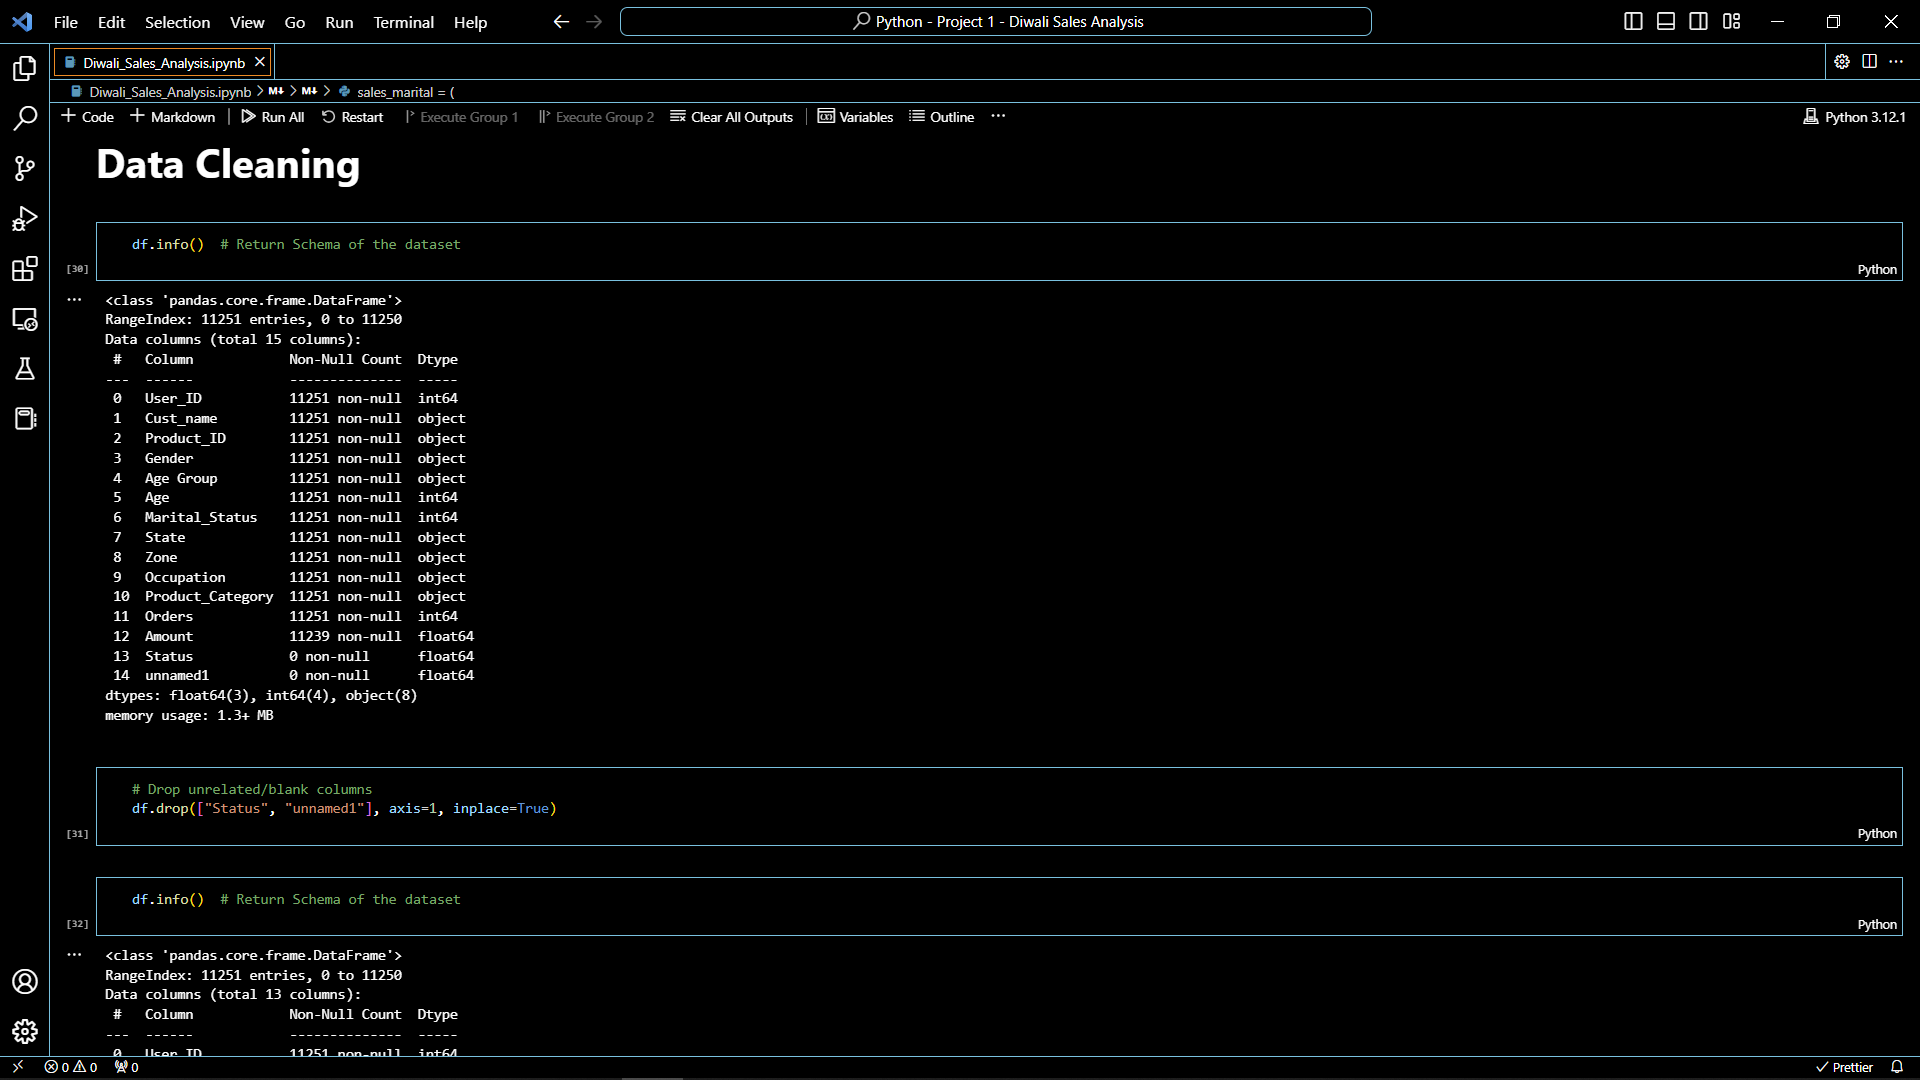 File Edit Selection View Go Run Terminal Help Python - Project 1 - Diwali Sales Analysis
Diwali_Sales_Analysis.ipynb
Diwali_Sales_Analysis.ipynb > M↓ > M↓ > sales_marital = (
+ Code + Markdown Run All Restart Execute Group 1 Execute Group 2 Clear All Outputs Variables Outline ... Python 3.12.1
Data Cleaning
df.info()  # Return Schema of the dataset
[30] Python
<class 'pandas.core.frame.DataFrame'>
RangeIndex: 11251 entries, 0 to 11250
Data columns (total 15 columns):
 #   Column            Non-Null Count  Dtype
---  ------            --------------  -----
 0   User_ID           11251 non-null  int64
 1   Cust_name         11251 non-null  object
 2   Product_ID        11251 non-null  object
 3   Gender            11251 non-null  object
 4   Age Group         11251 non-null  object
 5   Age               11251 non-null  int64
 6   Marital_Status    11251 non-null  int64
 7   State             11251 non-null  object
 8   Zone              11251 non-null  object
 9   Occupation        11251 non-null  object
 10  Product_Category  11251 non-null  object
 11  Orders            11251 non-null  int64
 12  Amount            11239 non-null  float64
 13  Status            0 non-null      float64
 14  unnamed1          0 non-null      float64
dtypes: float64(3), int64(4), object(8)
memory usage: 1.3+ MB
# Drop unrelated/blank columns
df.drop(["Status", "unnamed1"], axis=1, inplace=True)
[31] Python
df.info()  # Return Schema of the dataset
[32] Python
<class 'pandas.core.frame.DataFrame'>
RangeIndex: 11251 entries, 0 to 11250
Data columns (total 13 columns):
 #   Column            Non-Null Count  Dtype
---  ------            --------------  -----
 0   User_ID           11251 non-null  int64
0 0 0 Prettier